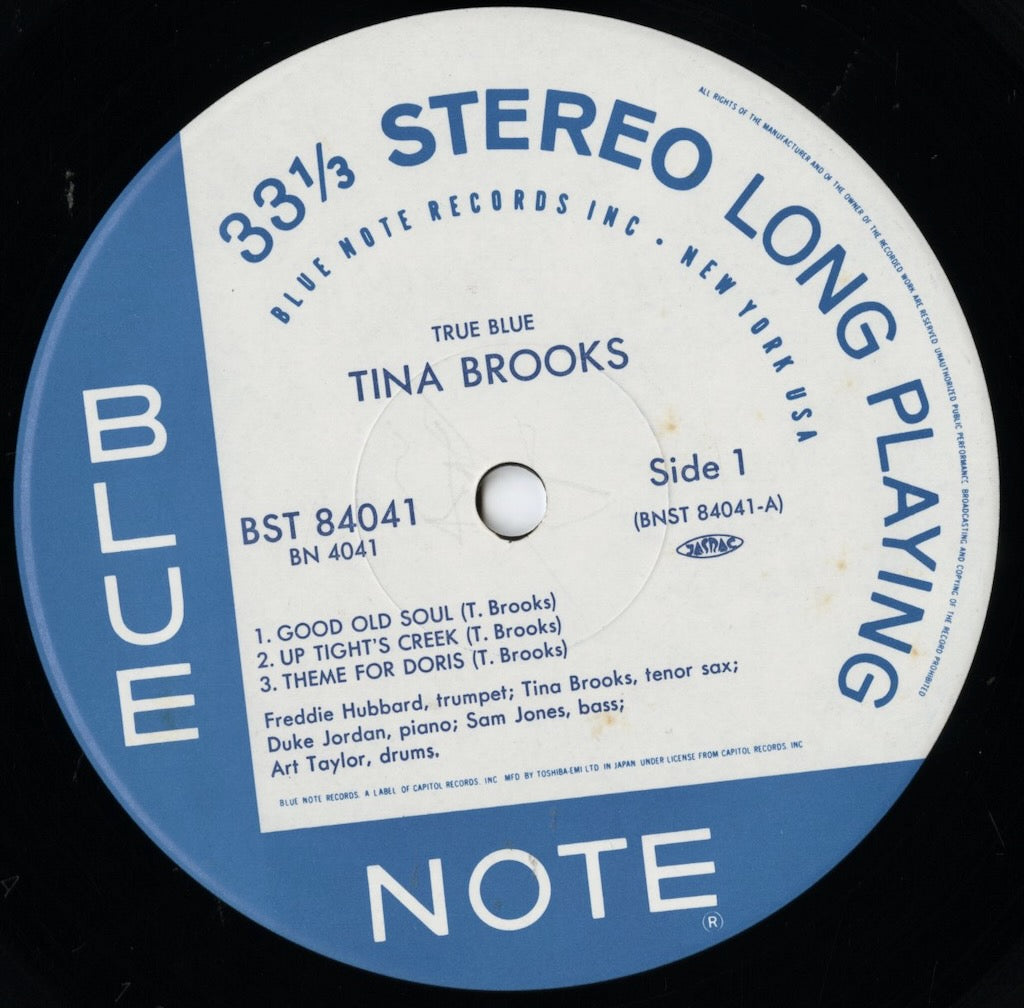 33⅓ STEREO LONG PLAYING
BLUE NOTE RECORDS INC · NEW YORK USA
ALL RIGHTS OF THE MANUFACTURER AND OF THE OWNER OF THE RECORDED WORK ARE RESERVED UNAUTHORIZED PUBLIC PERFORMANCE BROADCASTING AND COPYING OF THE RECORD PROHIBITED
TRUE BLUE
TINA BROOKS
BST 84041
BN 4041
Side 1
(BNST 84041-A)
JASRAC
1. GOOD OLD SOUL (T. Brooks)
2. UP TIGHT'S CREEK (T. Brooks)
3. THEME FOR DORIS (T. Brooks)
Freddie Hubbard, trumpet; Tina Brooks, tenor sax;
Duke Jordan, piano; Sam Jones, bass;
Art Taylor, drums.
BLUE NOTE RECORDS. A LABEL OF CAPITOL RECORDS. INC MFD BY TOSHIBA-EMI LTD IN JAPAN UNDER LICENSE FROM CAPITOL RECORDS. INC
BLUE
NOTE ®